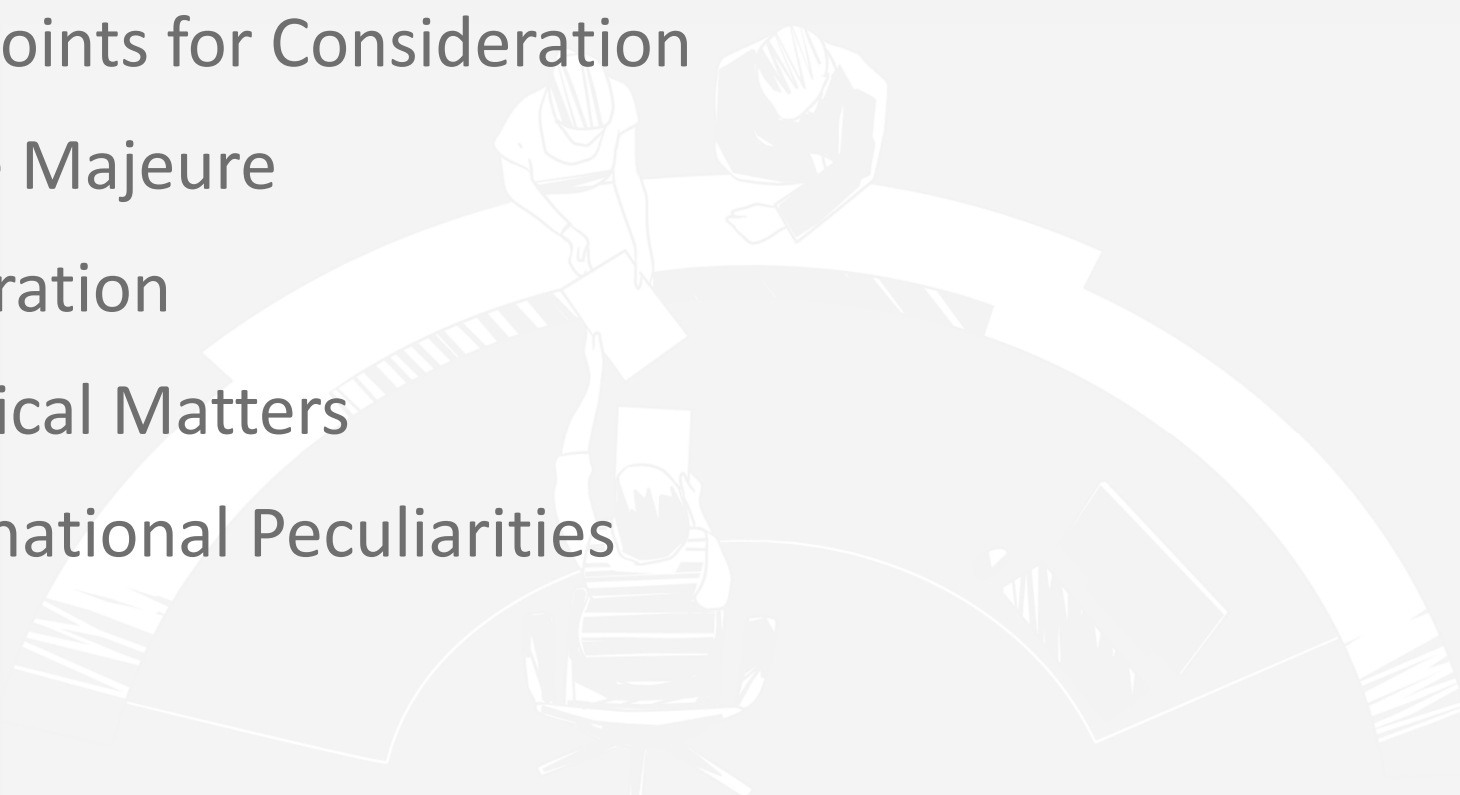 oints for Consideration
Majeure
ration
ical Matters
national Peculiarities